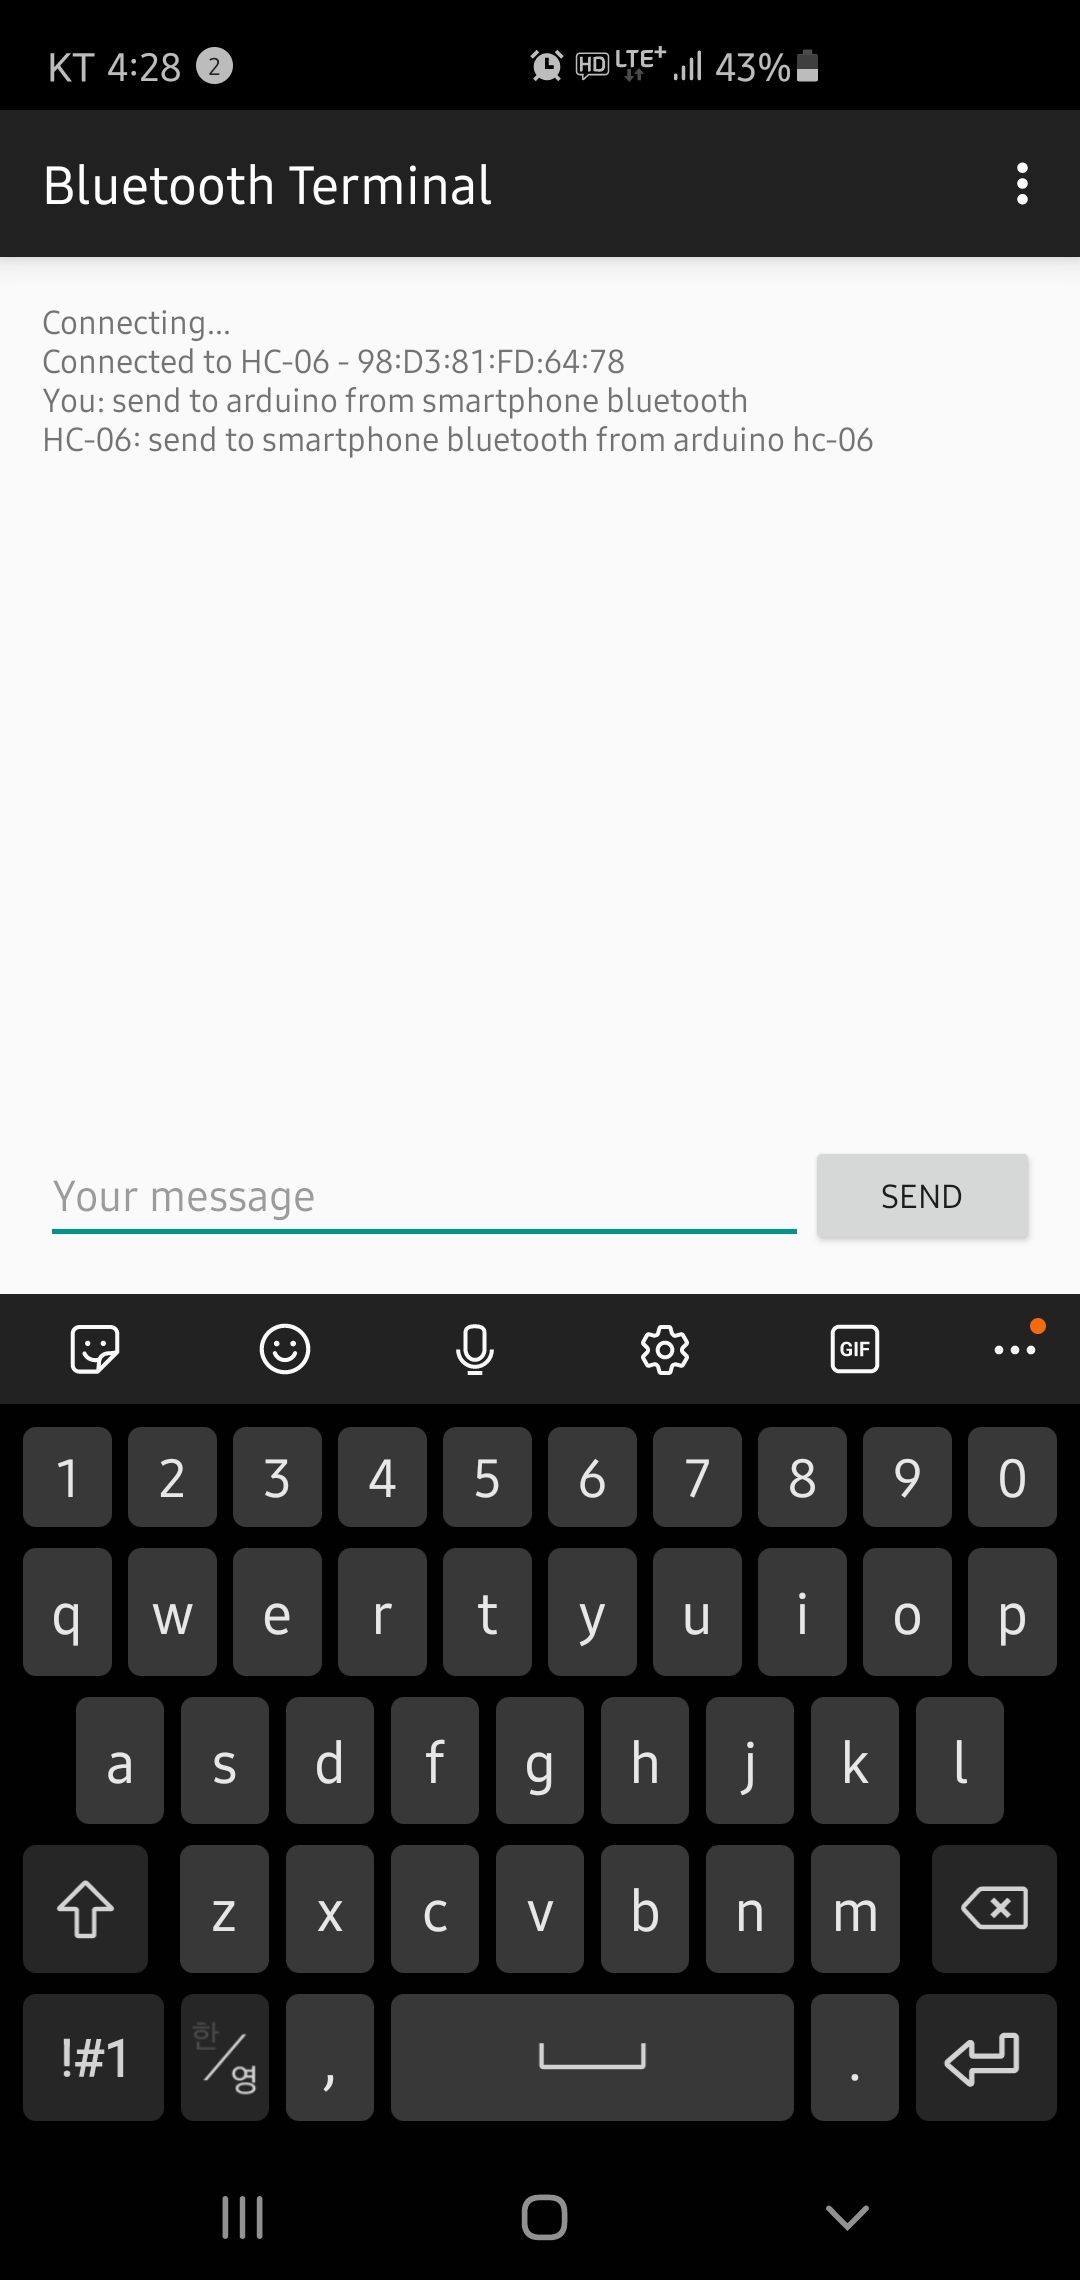 KT 4:28 2 HD LTE+ 43%
Bluetooth Terminal
Connecting...
Connected to HC-06 - 98:D3:81:FD:64:78
You: send to arduino from smartphone bluetooth
HC-06: send to smartphone bluetooth from arduino hc-06
Your message SEND
GIF
1 2 3 4 5 6 7 8 9 0
q w e r t y u i o p
a s d f g h j k l
z x c v b n m
!#1 한/영 , .